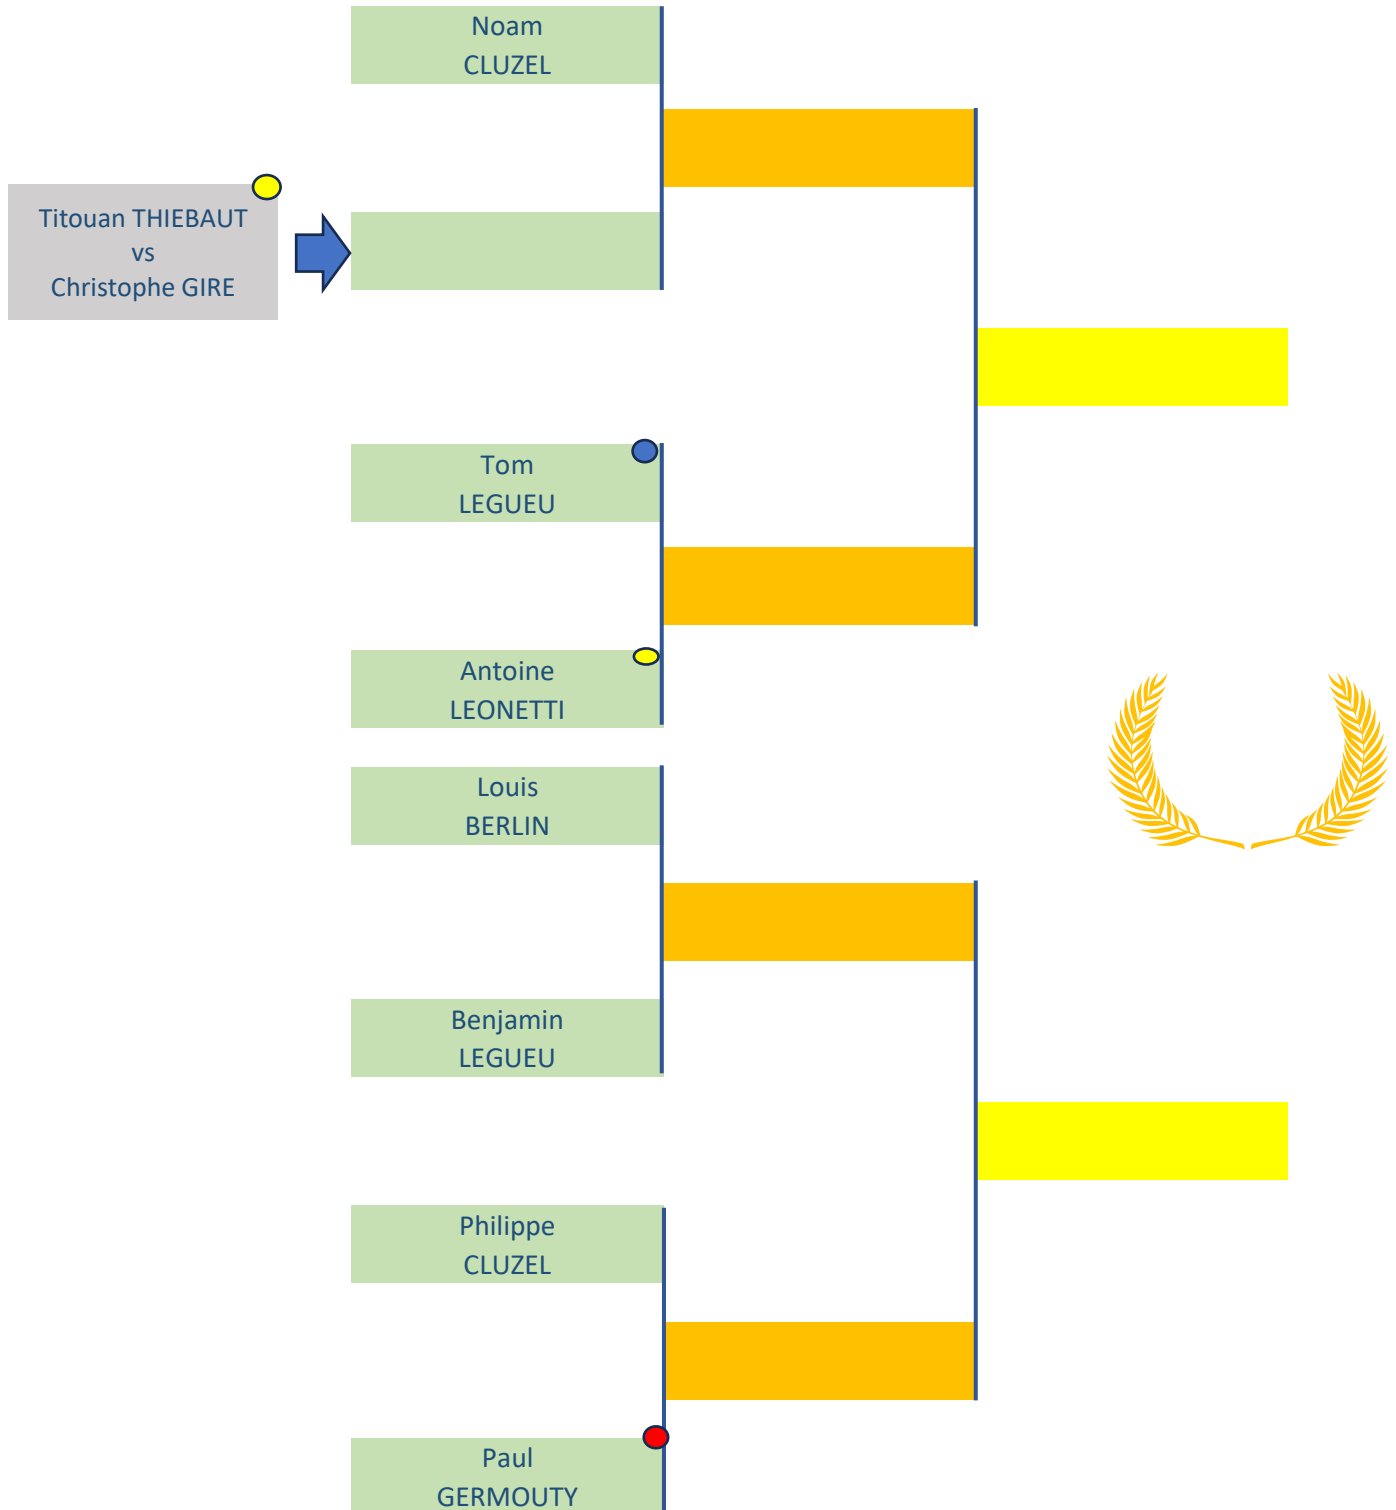 Noam
CLUZEL
Titouan THIEBAUT
vs
Christophe GIRE
Tom
LEGUEU
Antoine
LEONETTI
Louis
BERLIN
Benjamin
LEGUEU
Philippe
CLUZEL
Paul
GERMOUTY